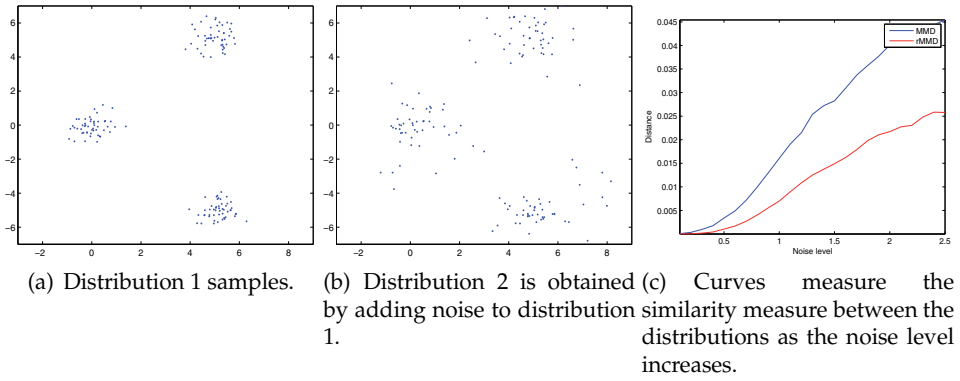 6
4
2
0
−2
−4
−6
−2 0 2 4 6 8
6
4
2
0
−2
−4
−6
−2 0 2 4 6 8
0.045
0.04
0.035
0.03
0.025
0.02
0.015
0.01
0.005
Distance
0.5 1 1.5 2 2.5
Noise level
MMD
rMMD
(a) Distribution 1 samples.
(b) Distribution 2 is obtained
by adding noise to distribution
1.
(c) Curves measure the
similarity measure between the
distributions as the noise level
increases.